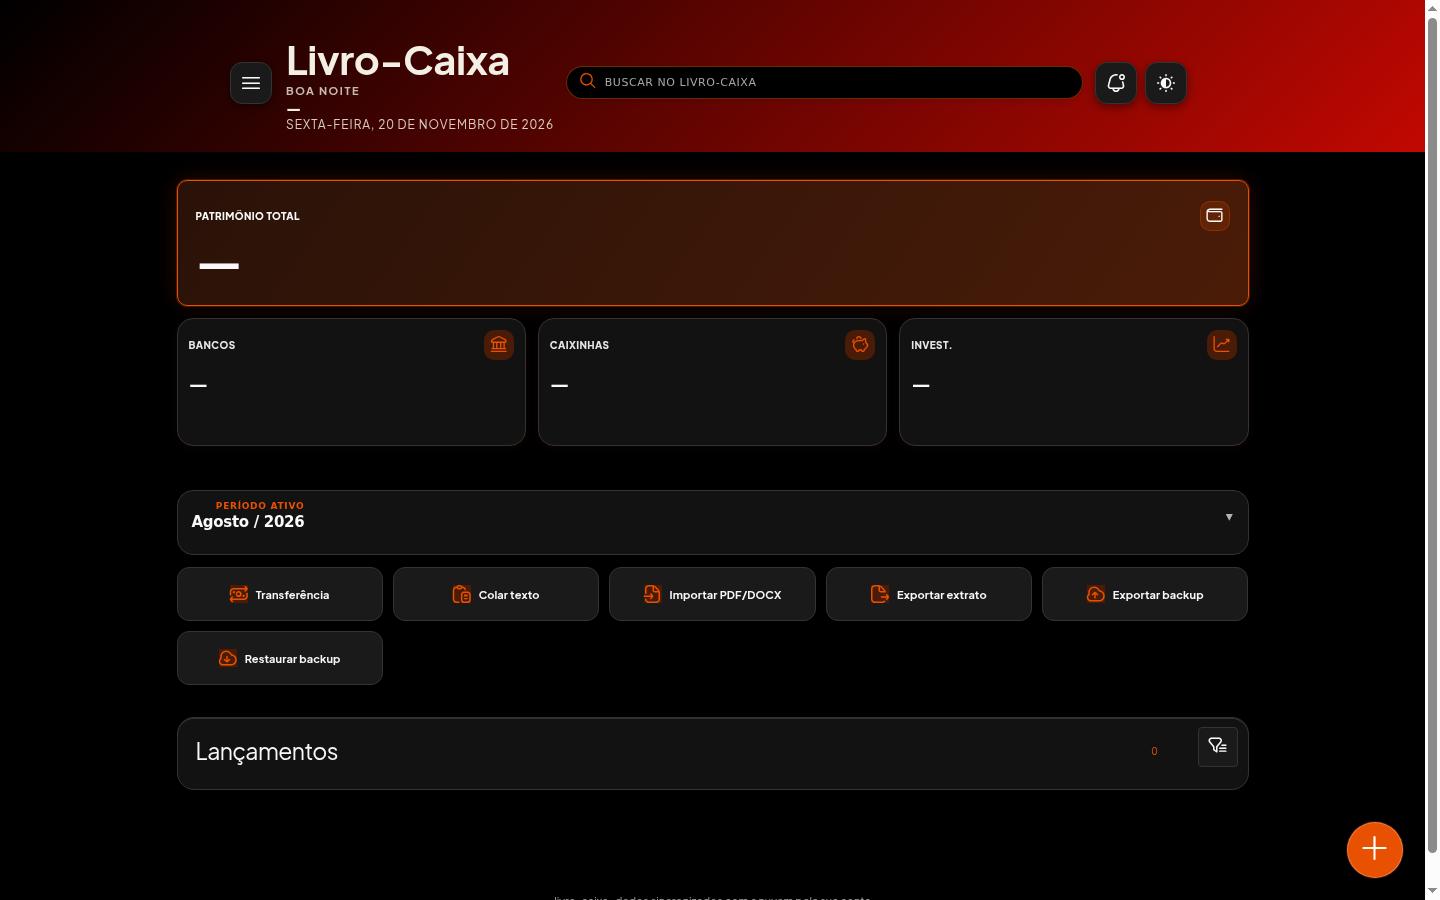 Livro-Caixa
BOA NOITE
—
SEXTA-FEIRA, 20 DE NOVEMBRO DE 2026
BUSCAR NO LIVRO-CAIXA
PATRIMÔNIO TOTAL
—
BANCOS
—
CAIXINHAS
—
INVEST.
—
PERÍODO ATIVO
Agosto / 2026
Transferência
Colar texto
Importar PDF/DOCX
Exportar extrato
Exportar backup
Restaurar backup
Lançamentos
0